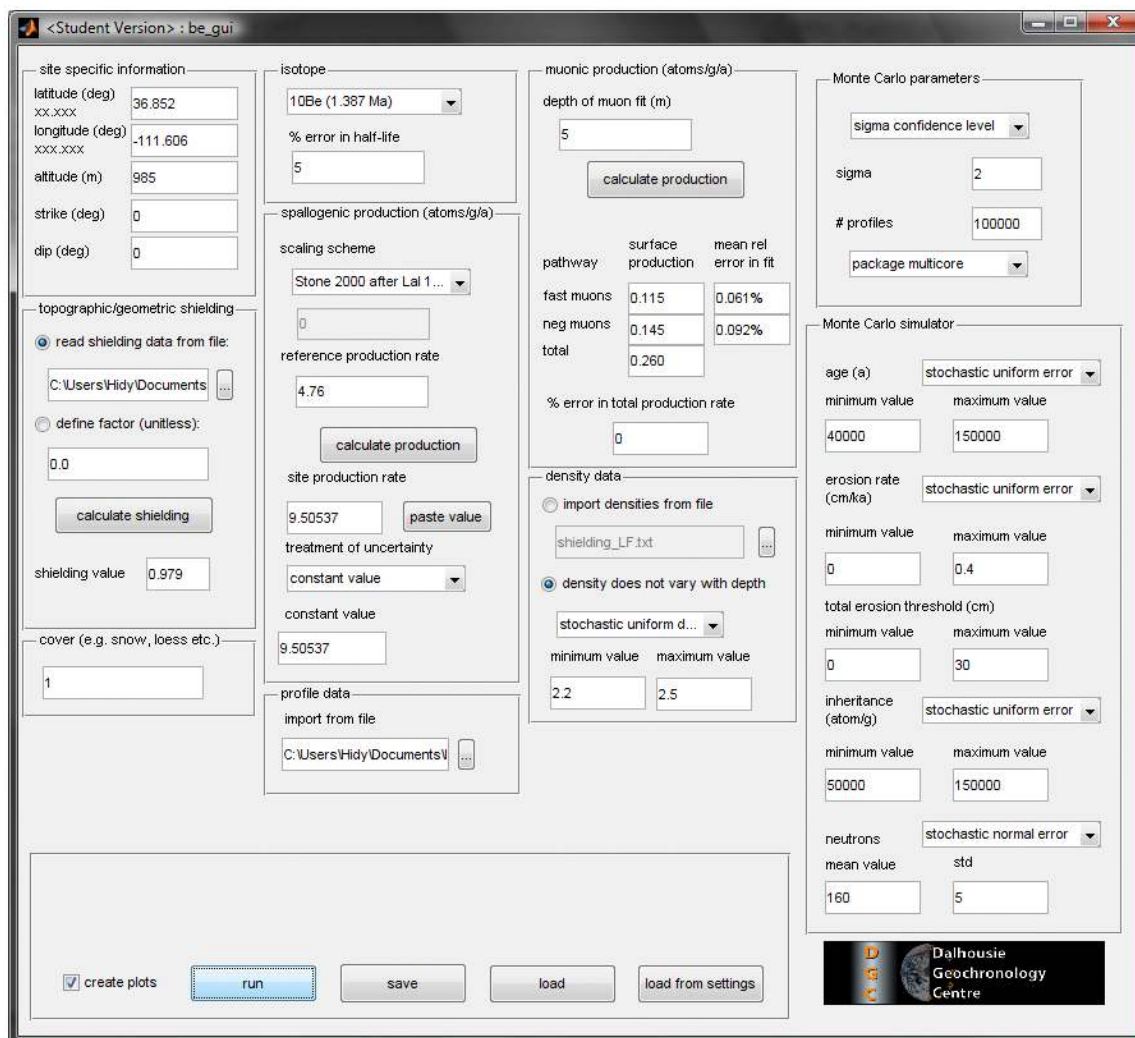 <Student Version> : be_gui
site specific information
latitude (deg)
xx.xxx
36.852
longitude (deg)
xxx.xxx
-111.606
altitude (m)
985
strike (deg)
0
dip (deg)
0
topographic/geometric shielding
read shielding data from file:
C:\Users\Hidy\Documents
...
define factor (unitless):
0.0
calculate shielding
shielding value
0.979
cover (e.g. snow, loess etc.)
1
isotope
10Be (1.387 Ma)
% error in half-life
5
spallogenic production (atoms/g/a)
scaling scheme
Stone 2000 after Lal 1...
0
reference production rate
4.76
calculate production
site production rate
9.50537
paste value
treatment of uncertainty
constant value
constant value
9.50537
profile data
import from file
C:\Users\Hidy\Documents\
...
muonic production (atoms/g/a)
depth of muon fit (m)
5
calculate production
surface mean rel
pathway production error in fit
fast muons 0.115 0.061%
neg muons 0.145 0.092%
total 0.260
% error in total production rate
0
density data
import densities from file
shielding_LF.txt
...
density does not vary with depth
stochastic uniform d...
minimum value maximum value
2.2 2.5
Monte Carlo parameters
sigma confidence level
sigma 2
# profiles 100000
package multicore
Monte Carlo simulator
age (a) stochastic uniform error
minimum value maximum value
40000 150000
erosion rate
(cm/ka)
stochastic uniform error
minimum value maximum value
0 0.4
total erosion threshold (cm)
minimum value maximum value
0 30
inheritance
(atom/g)
stochastic uniform error
minimum value maximum value
50000 150000
neutrons stochastic normal error
mean value std
160 5
create plots
run
save
load
load from settings
DGC
Dalhousie
Geochronology
Centre